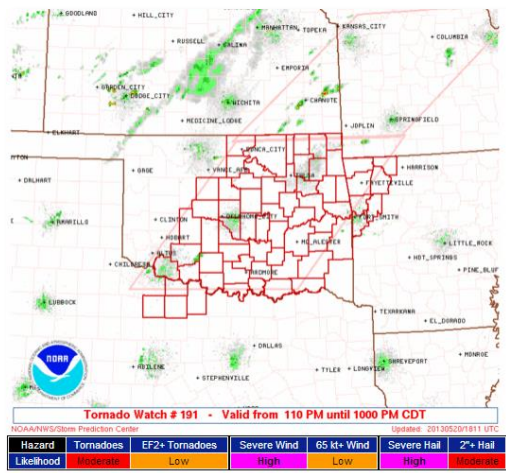 + GOODLAND
+ HILL_CITY
+ MANHATTAN
+ TOPEKA
+ KANSAS_CITY
+ COLUMBIA
+ RUSSELL
+ SALINA
+ EMPORIA
+ GARDEN_CITY
+ DODGE_CITY
+ WICHITA
+ CHANUTE
+ MEDICINE_LODGE
+ SPRINGFIELD
+ JOPLIN
+ ELKHART
+ PONCA_CITY
+ GAGE
+ VANCE_AFB
+ TULSA
+ HARRISON
+ DALHART
+ FAYETTEVILLE
+ AMARILLO
+ CLINTON
+ OKLAHOMA_CITY
+ FORT_SMITH
+ HOBART
+ MC_ALESTER
+ LITTLE_ROCK
+ ALTUS
+ HOT_SPRINGS
+ CHILDRESS
+ ARDMORE
+ PINE_BLUF
+ LUBBOCK
+ TEXARKANA
+ EL_DORADO
+ DALLAS
+ ABILENE
+ STEPHENVILLE
+ TYLER
+ LONGVIEW
+ SHREVEPORT
+ MONROE
NOAA
Tornado Watch # 191 - Valid from 110 PM until 1000 PM CDT
NOAA/NWS/Storm Prediction Center
Updated: 20130520/1811 UTC
Hazard Tornadoes EF2+ Tornadoes Severe Wind 65 kt+ Wind Severe Hail 2"+ Hail
Likelihood Moderate Low High Low High Moderate